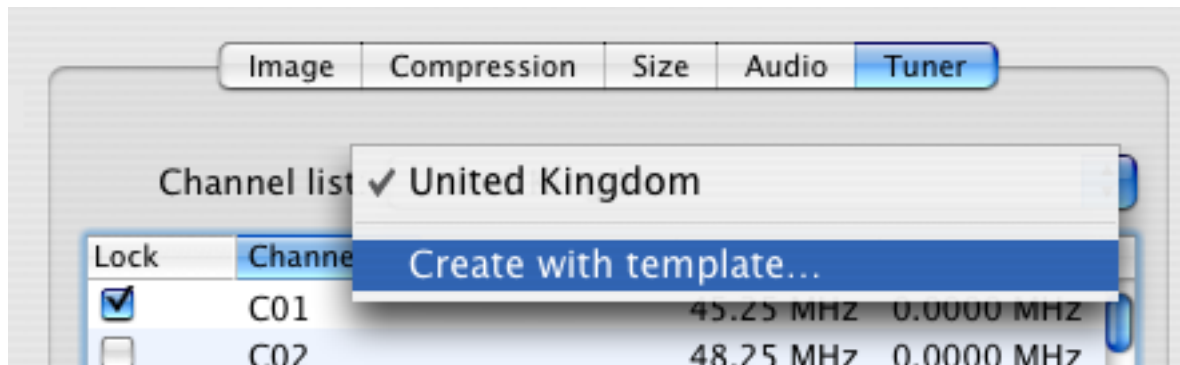 Image Compression Size Audio Tuner
Channel list
United Kingdom
Create with template...
Lock Channe
C01 45.25 MHz 0.0000 MHz
C02 48.25 MHz 0.0000 MHz